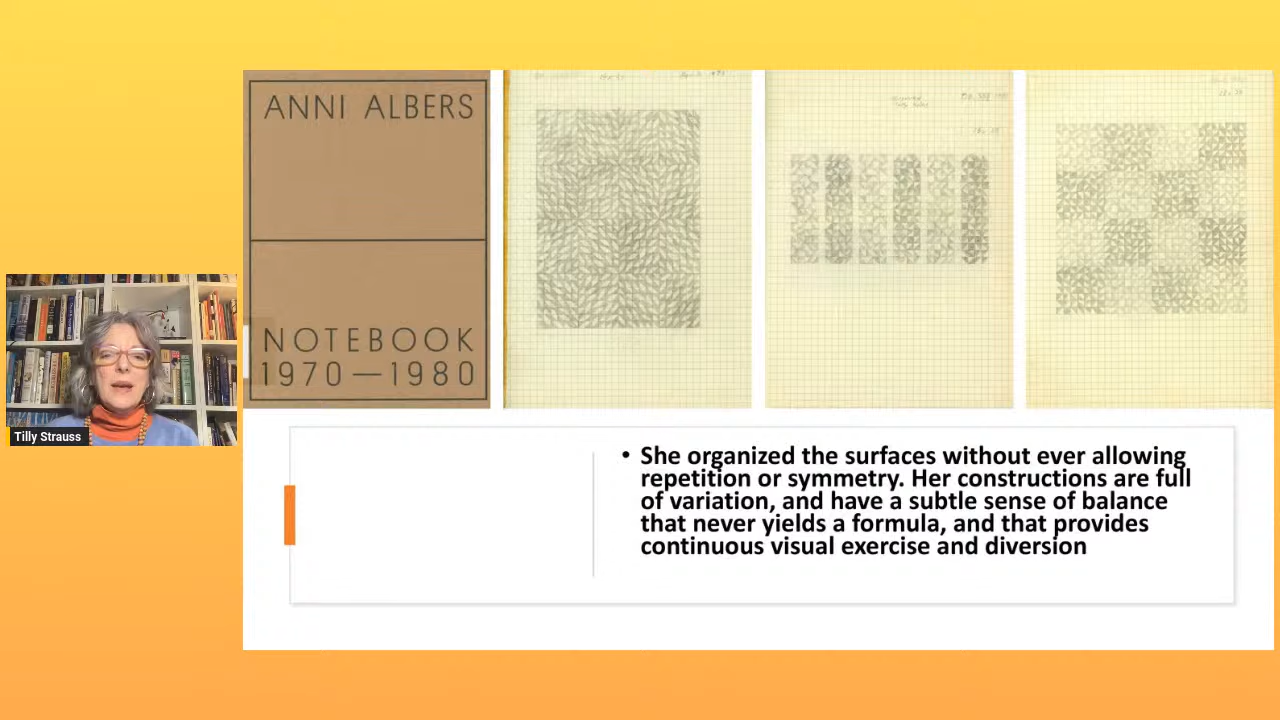 ANNI ALBERS
NOTEBOOK
1970—1980
Tilly Strauss
• She organized the surfaces without ever allowing
repetition or symmetry. Her constructions are full
of variation, and have a subtle sense of balance
that never yields a formula, and that provides
continuous visual exercise and diversion